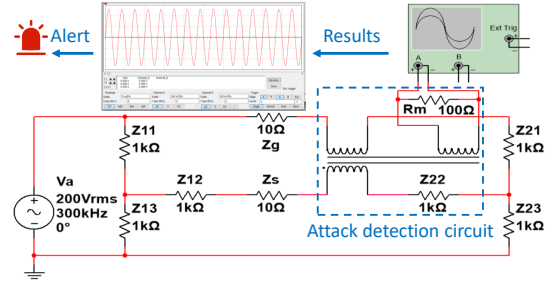 Alert
Results
Ext Trig
A
B
Rm 100Ω
Z11
1kΩ
10Ω
Zg
Z21
1kΩ
Va
200Vrms
300kHz
0°
Z12
1kΩ
Zs
10Ω
Z22
1kΩ
Z13
1kΩ
Z23
1kΩ
Attack detection circuit